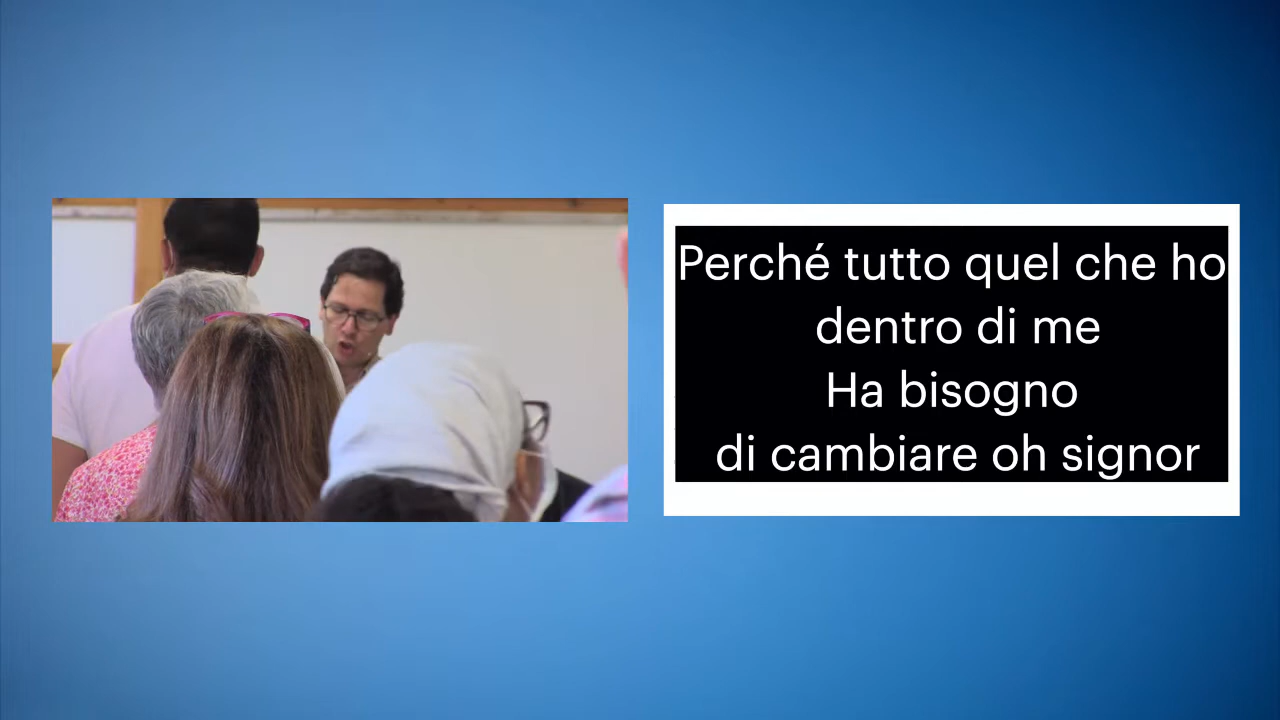 Perché tutto quel che ho
dentro di me
Ha bisogno
di cambiare oh signor